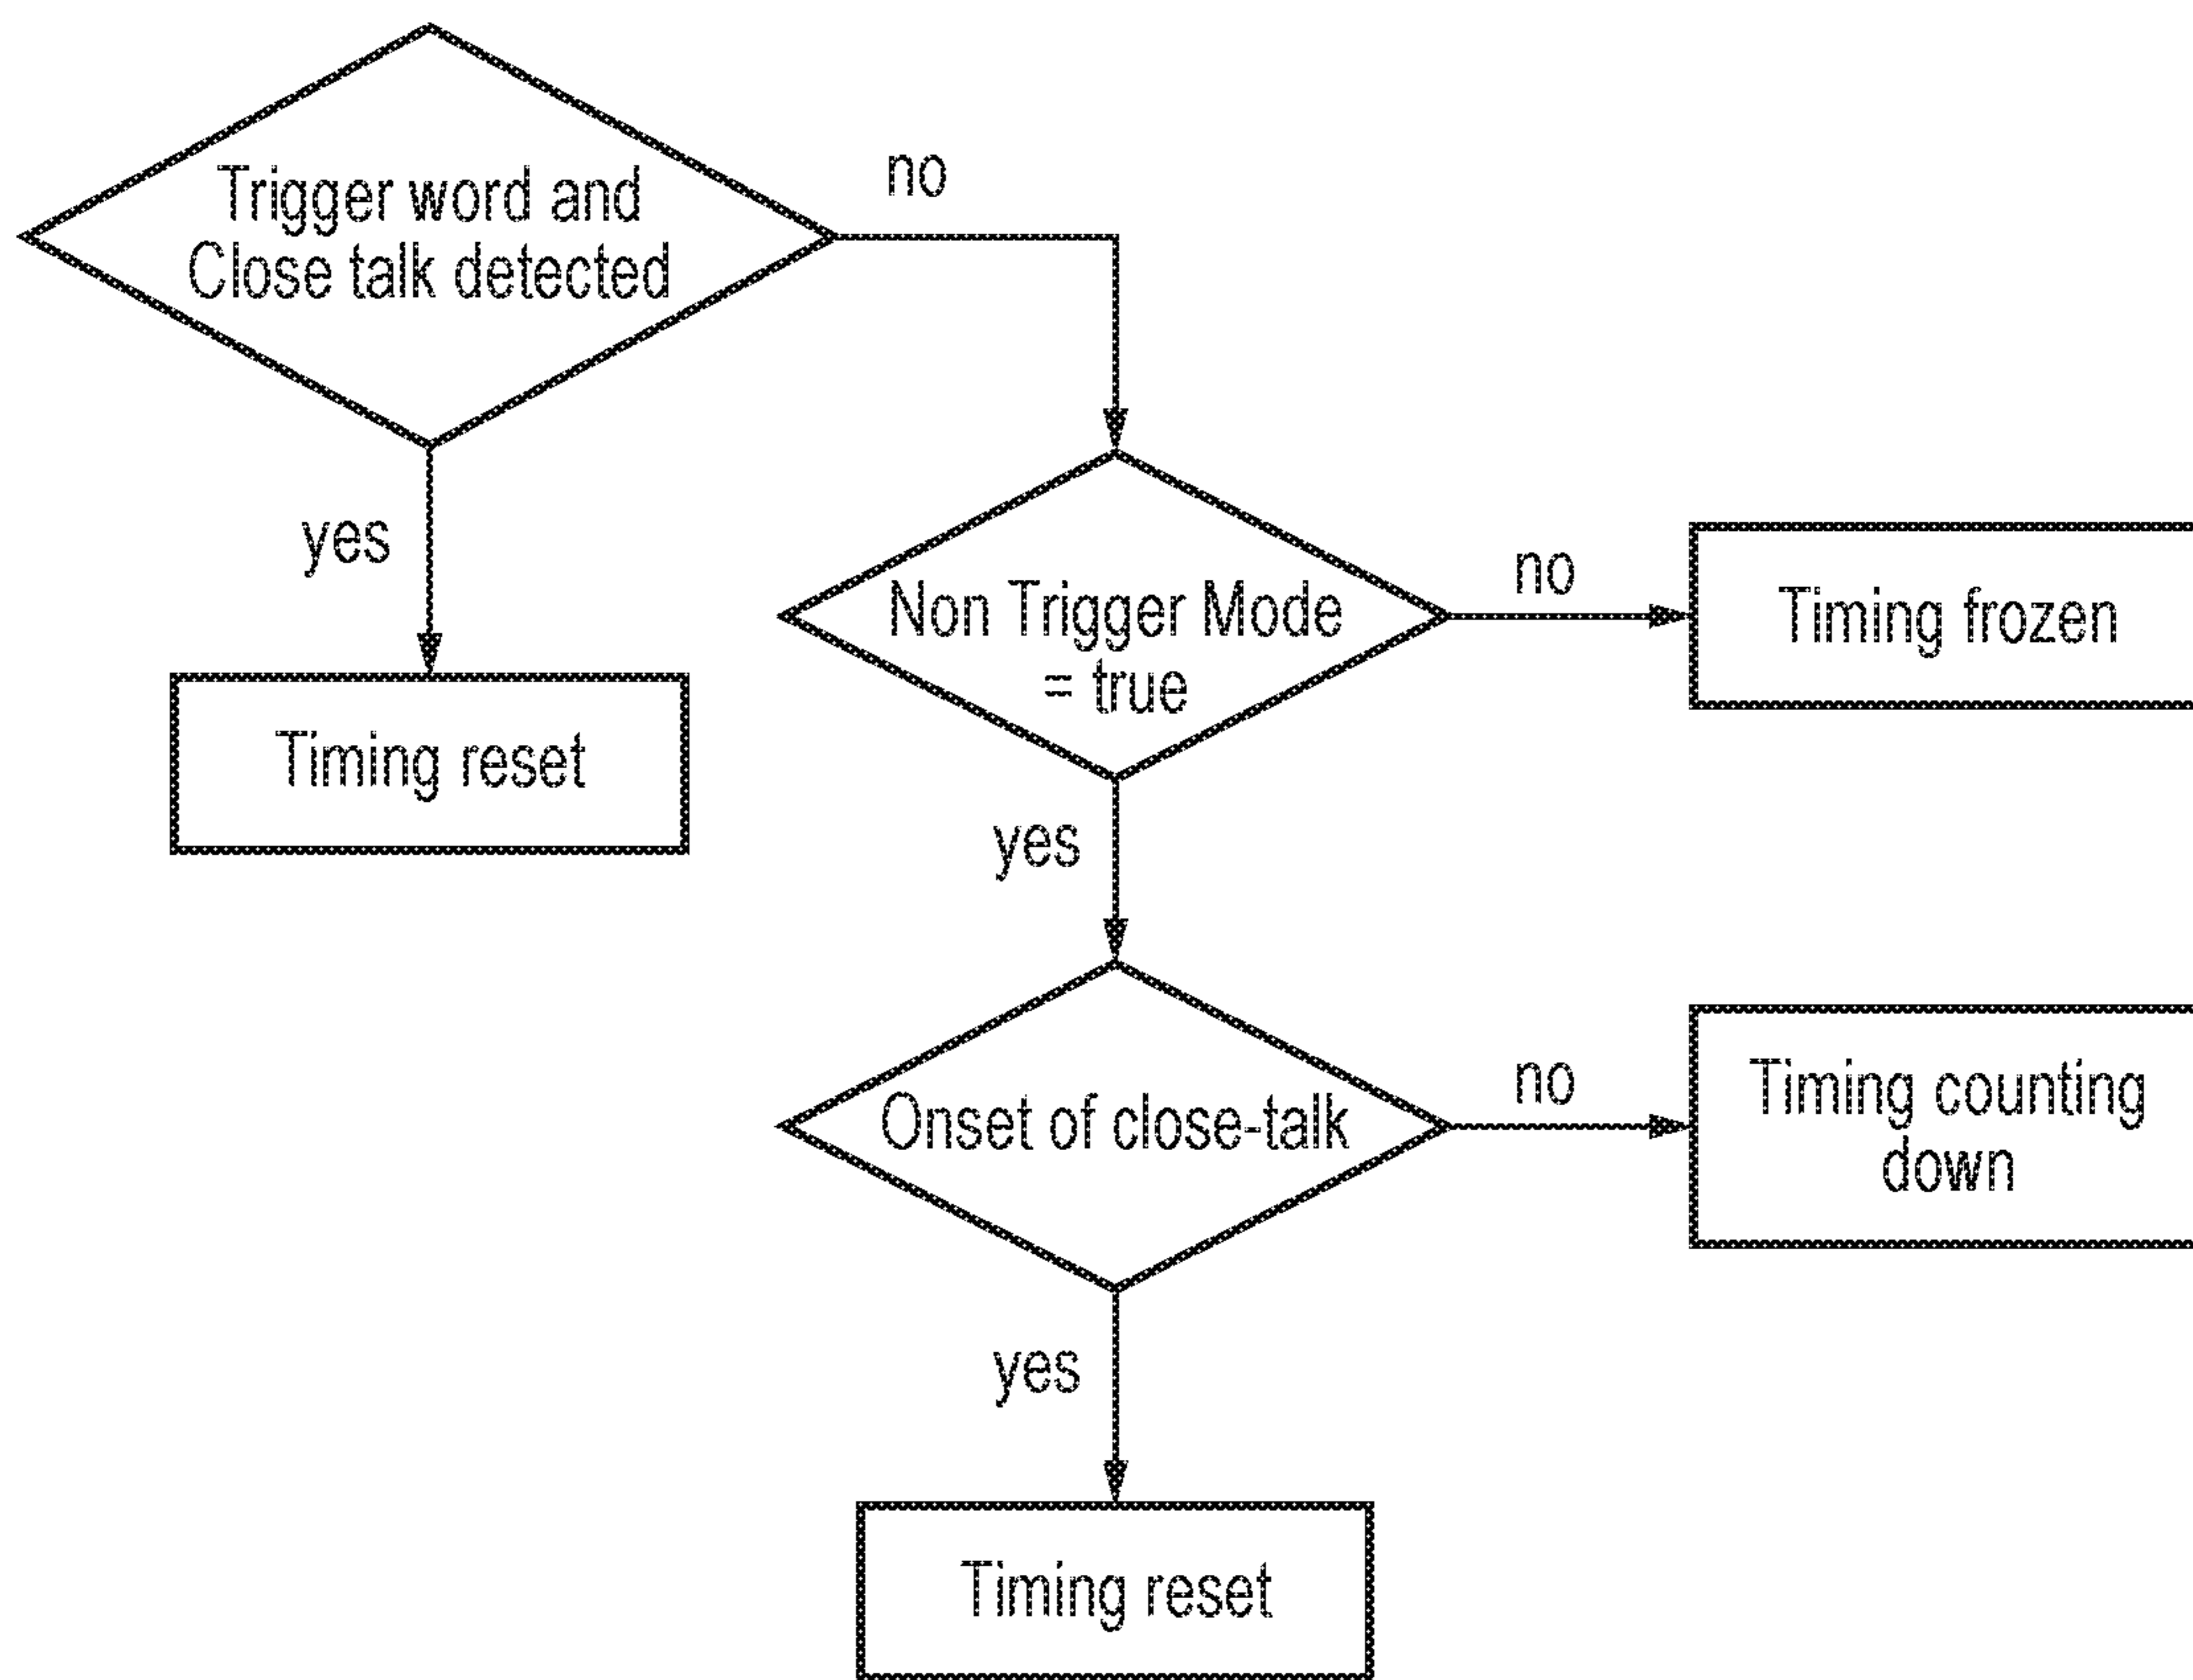 Trigger word and
Close talk detected
no
yes
Timing reset
Non Trigger Mode
= true
no
Timing frozen
yes
Onset of close-talk
no
Timing counting
down
yes
Timing reset